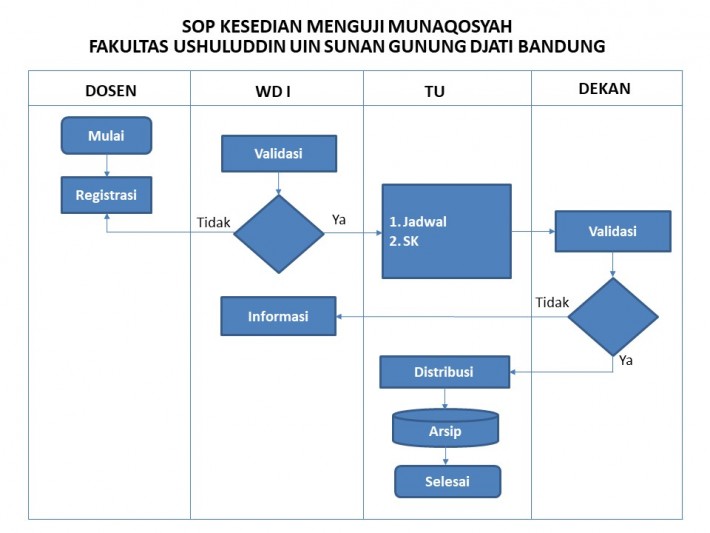 SOP KESEDIAN MENGUJI MUNAQOSYAH
FAKULTAS USHULUDDIN UIN SUNAN GUNUNG DJATI BANDUNG
DOSEN
WD I
TU
DEKAN
Mulai
Validasi
Registrasi
Tidak
Ya
1. Jadwal
2. SK
Validasi
Informasi
Tidak
Ya
Distribusi
Arsip
Selesai